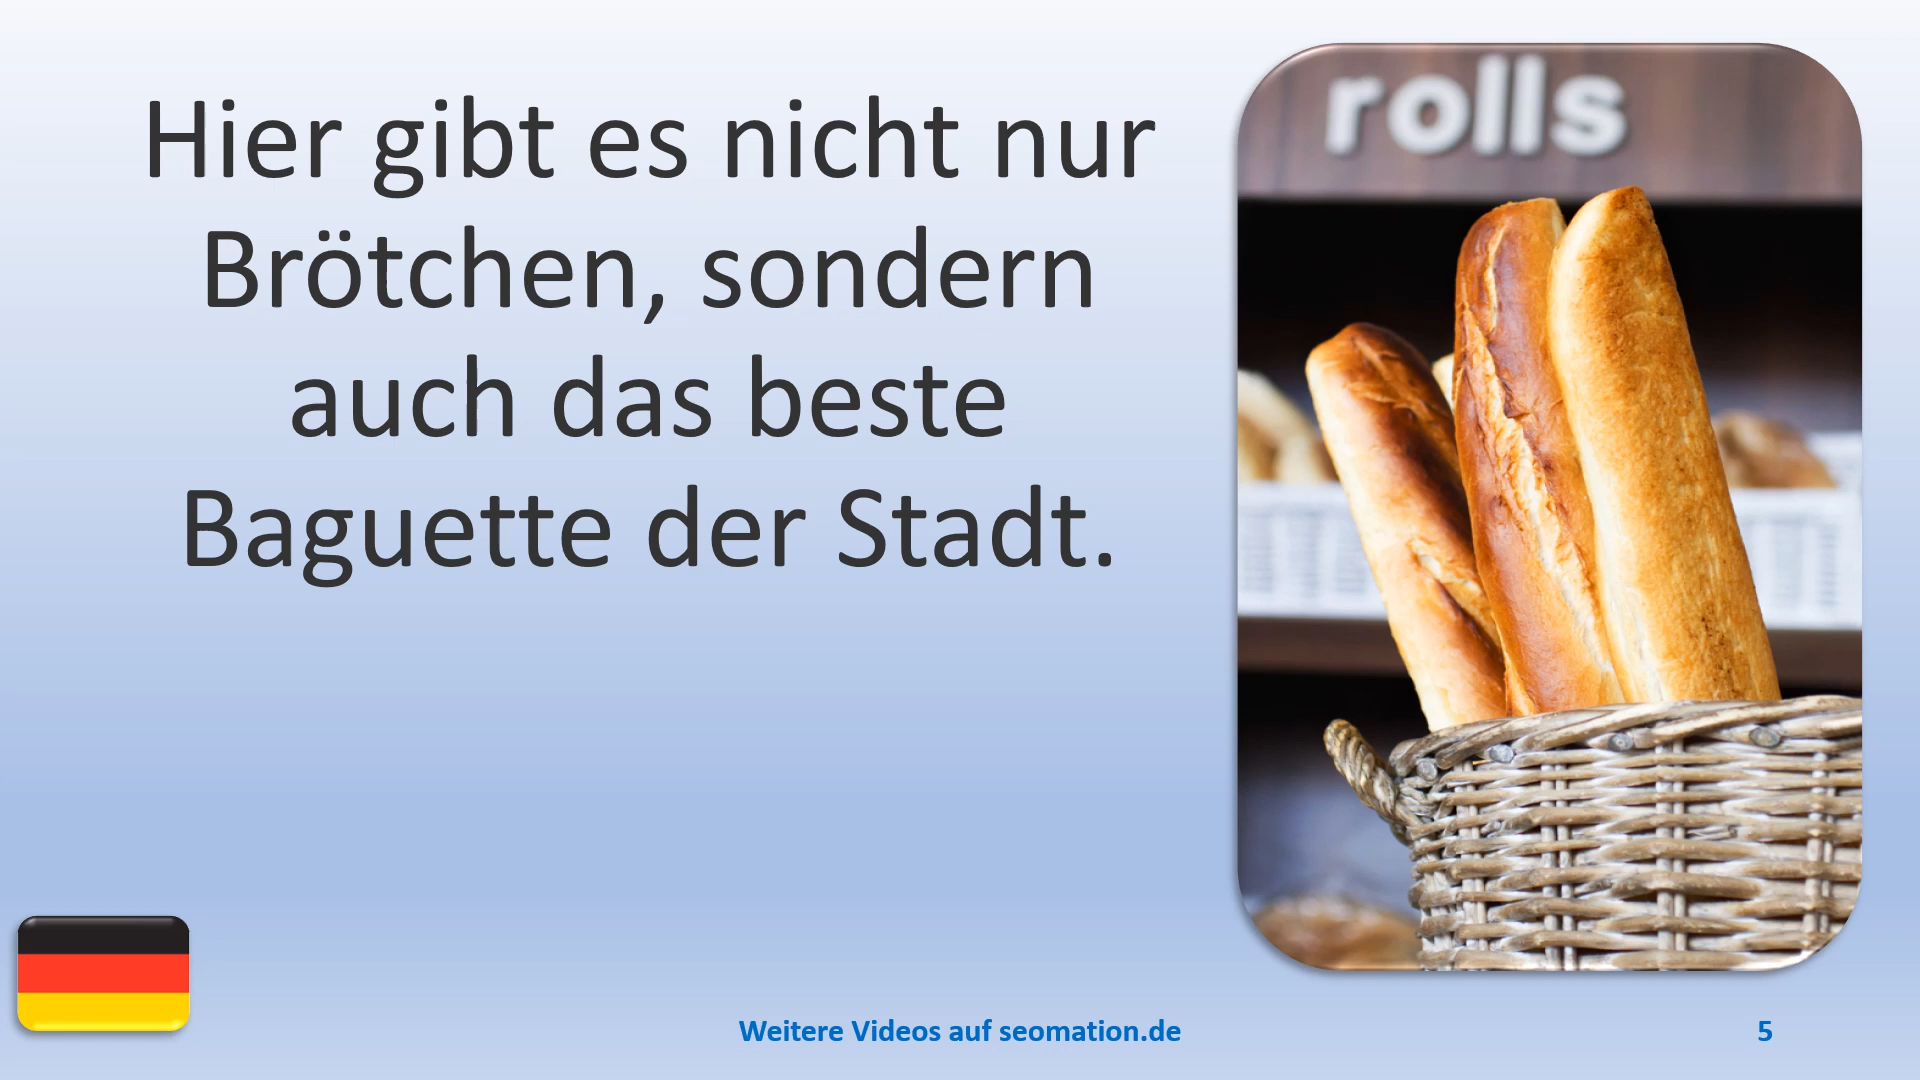 Hier gibt es nicht nur
Brötchen, sondern
auch das beste
Baguette der Stadt.
rolls
Weitere Videos auf seomation.de
5